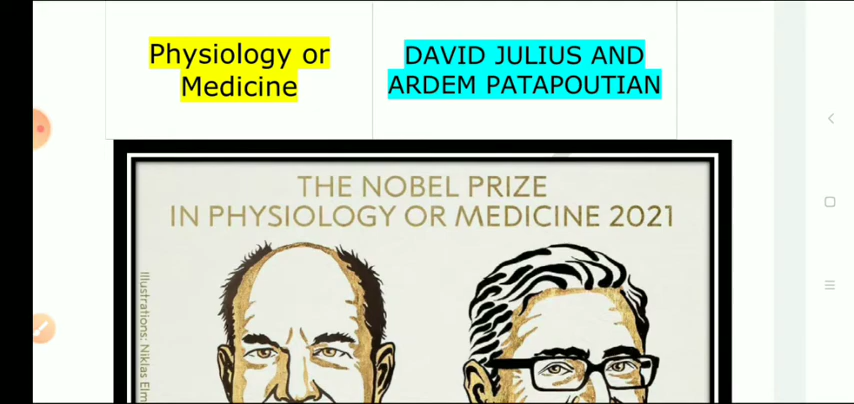 Physiology or
Medicine
DAVID JULIUS AND
ARDEM PATAPOUTIAN
THE NOBEL PRIZE
IN PHYSIOLOGY OR MEDICINE 2021
Illustrations: Niklas